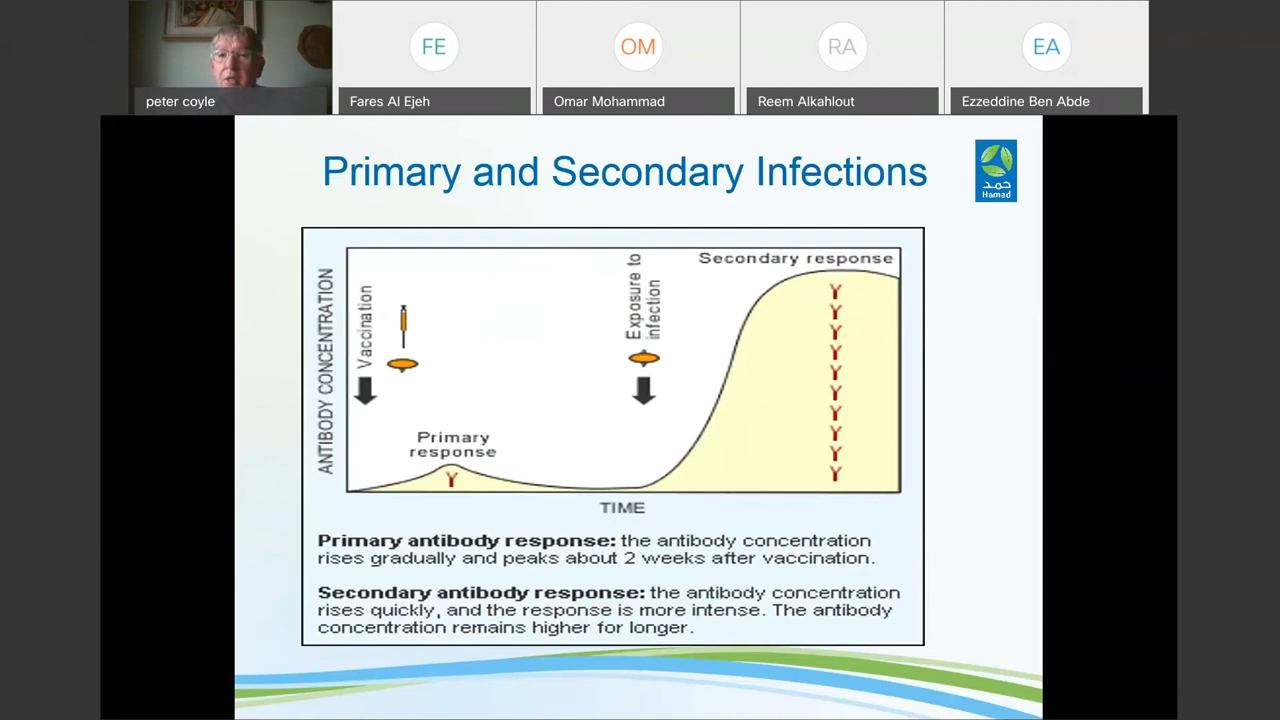 FE
OM
RA
EA
peter coyle
Fares Al Ejeh
Omar Mohammad
Reem Alkahlout
Ezzeddine Ben Abde
Primary and Secondary Infections
حمد
Hamad
ANTIBODY CONCENTRATION
Vaccination
Exposure to
infection
Secondary response
Primary
response
Y
Y
Y
Y
Y
Y
Y
Y
Y
Y
Y
TIME
Primary antibody response: the antibody concentration
rises gradually and peaks about 2 weeks after vaccination.
Secondary antibody response: the antibody concentration
rises quickly, and the response is more intense. The antibody
concentration remains higher for longer.